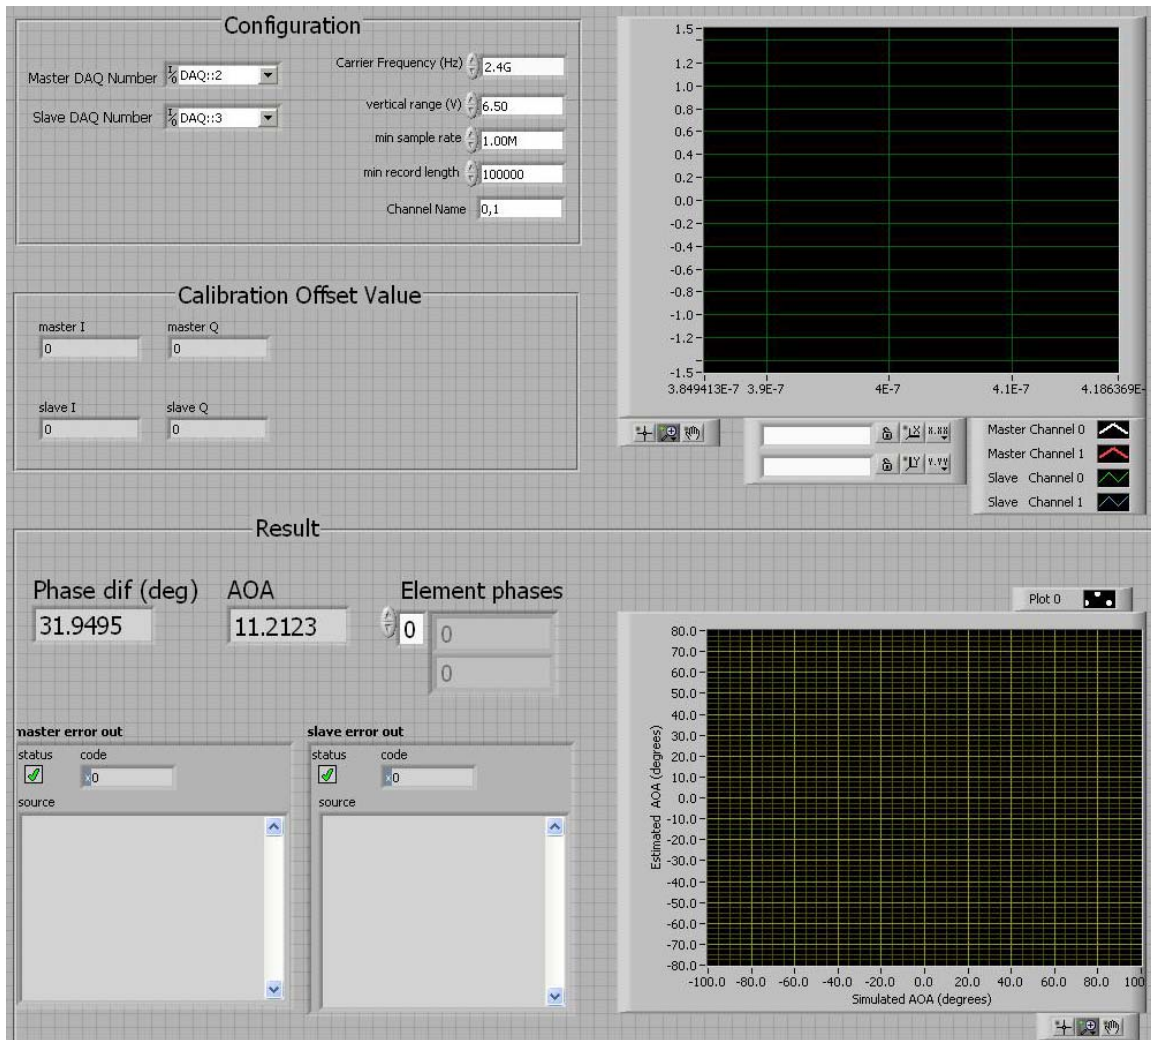 Configuration
Master DAQ Number DAQ::2
Slave DAQ Number DAQ::3
Carrier Frequency (Hz) 2.4G
vertical range (V) 6.50
min sample rate 1.00M
min record length 100000
Channel Name 0,1
1.5
1.2
1.0
0.8
0.6
0.4
0.2
0.0
-0.2
-0.4
-0.6
-0.8
-1.0
-1.2
-1.5
3.849413E-7 3.9E-7 4E-7 4.1E-7 4.186369E-
Calibration Offset Value
master I master Q
0 0
slave I slave Q
0 0
X X.XX
Y Y.YY
Master Channel 0
Master Channel 1
Slave Channel 0
Slave Channel 1
Result
Phase dif (deg) AOA Element phases
31.9495 11.2123 0 0
0
master error out
status code
x0
source
slave error out
status code
x0
source
Plot 0
80.0
70.0
60.0
50.0
40.0
30.0
20.0
10.0
0.0
-10.0
-20.0
-30.0
-40.0
-50.0
-60.0
-70.0
-80.0
Estimated AOA (degrees)
-100.0 -80.0 -60.0 -40.0 -20.0 0.0 20.0 40.0 60.0 80.0 100
Simulated AOA (degrees)